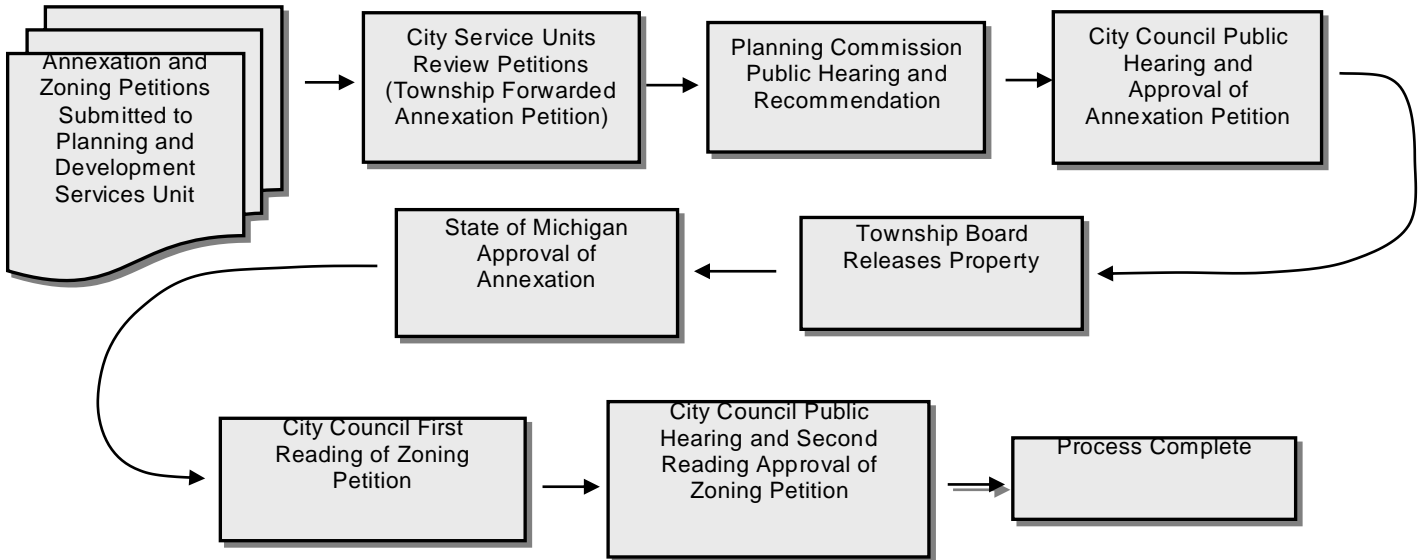 Annexation and
Zoning Petitions
Submitted to
Planning and
Development
Services Unit
City Service Units
Review Petitions
(Township Forwarded
Annexation Petition)
Planning Commission
Public Hearing and
Recommendation
City Council Public
Hearing and
Approval of
Annexation Petition
Township Board
Releases Property
State of Michigan
Approval of
Annexation
City Council First
Reading of Zoning
Petition
City Council Public
Hearing and Second
Reading Approval of
Zoning Petition
Process Complete